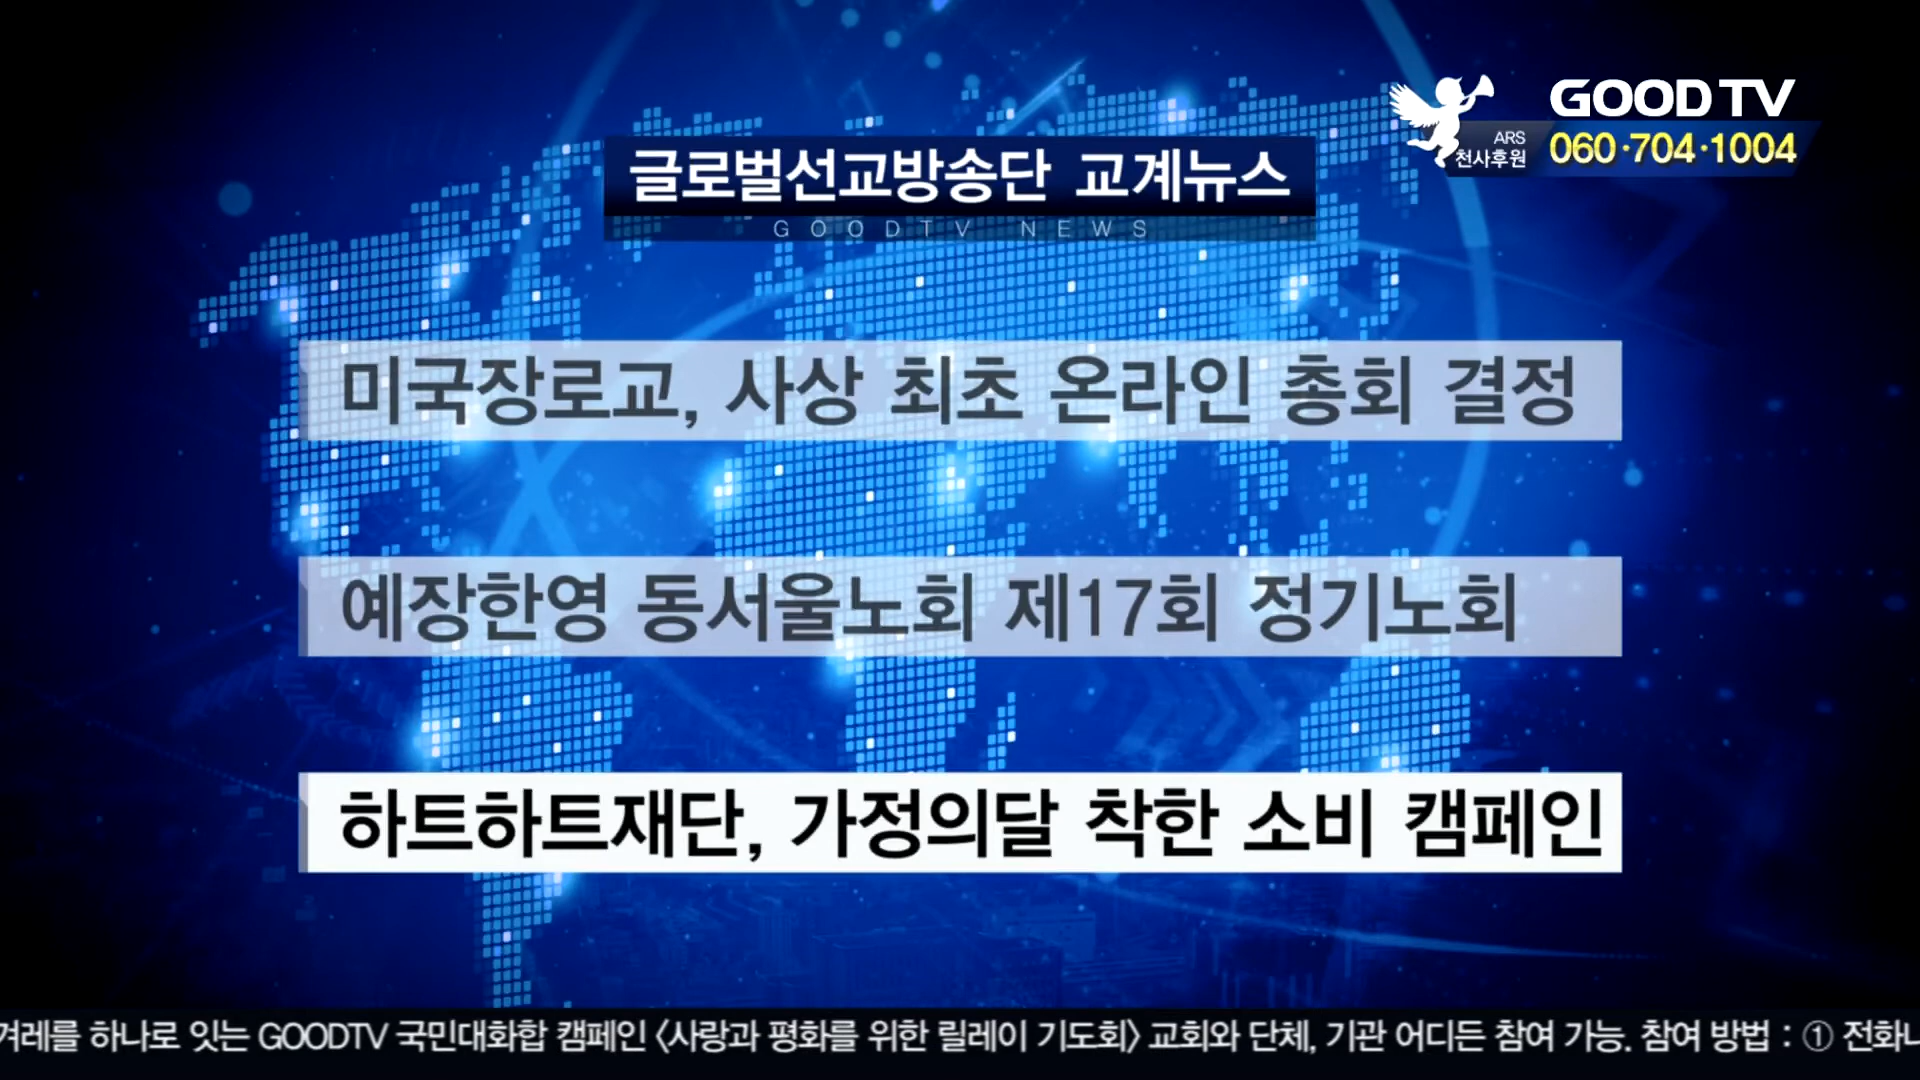 GOODTV
ARS
천사후원
060·704·1004
글로벌선교방송단 교계뉴스
GOODTV NEWS
미국장로교, 사상 최초 온라인 총회 결정
예장한영 동서울노회 제17회 정기노회
하트하트재단, 가정의달 착한 소비 캠페인
겨레를 하나로 잇는 GOODTV 국민대화합 캠페인 〈사랑과 평화를 위한 릴레이 기도회〉 교회와 단체, 기관 어디든 참여 가능. 참여 방법 : ① 전화